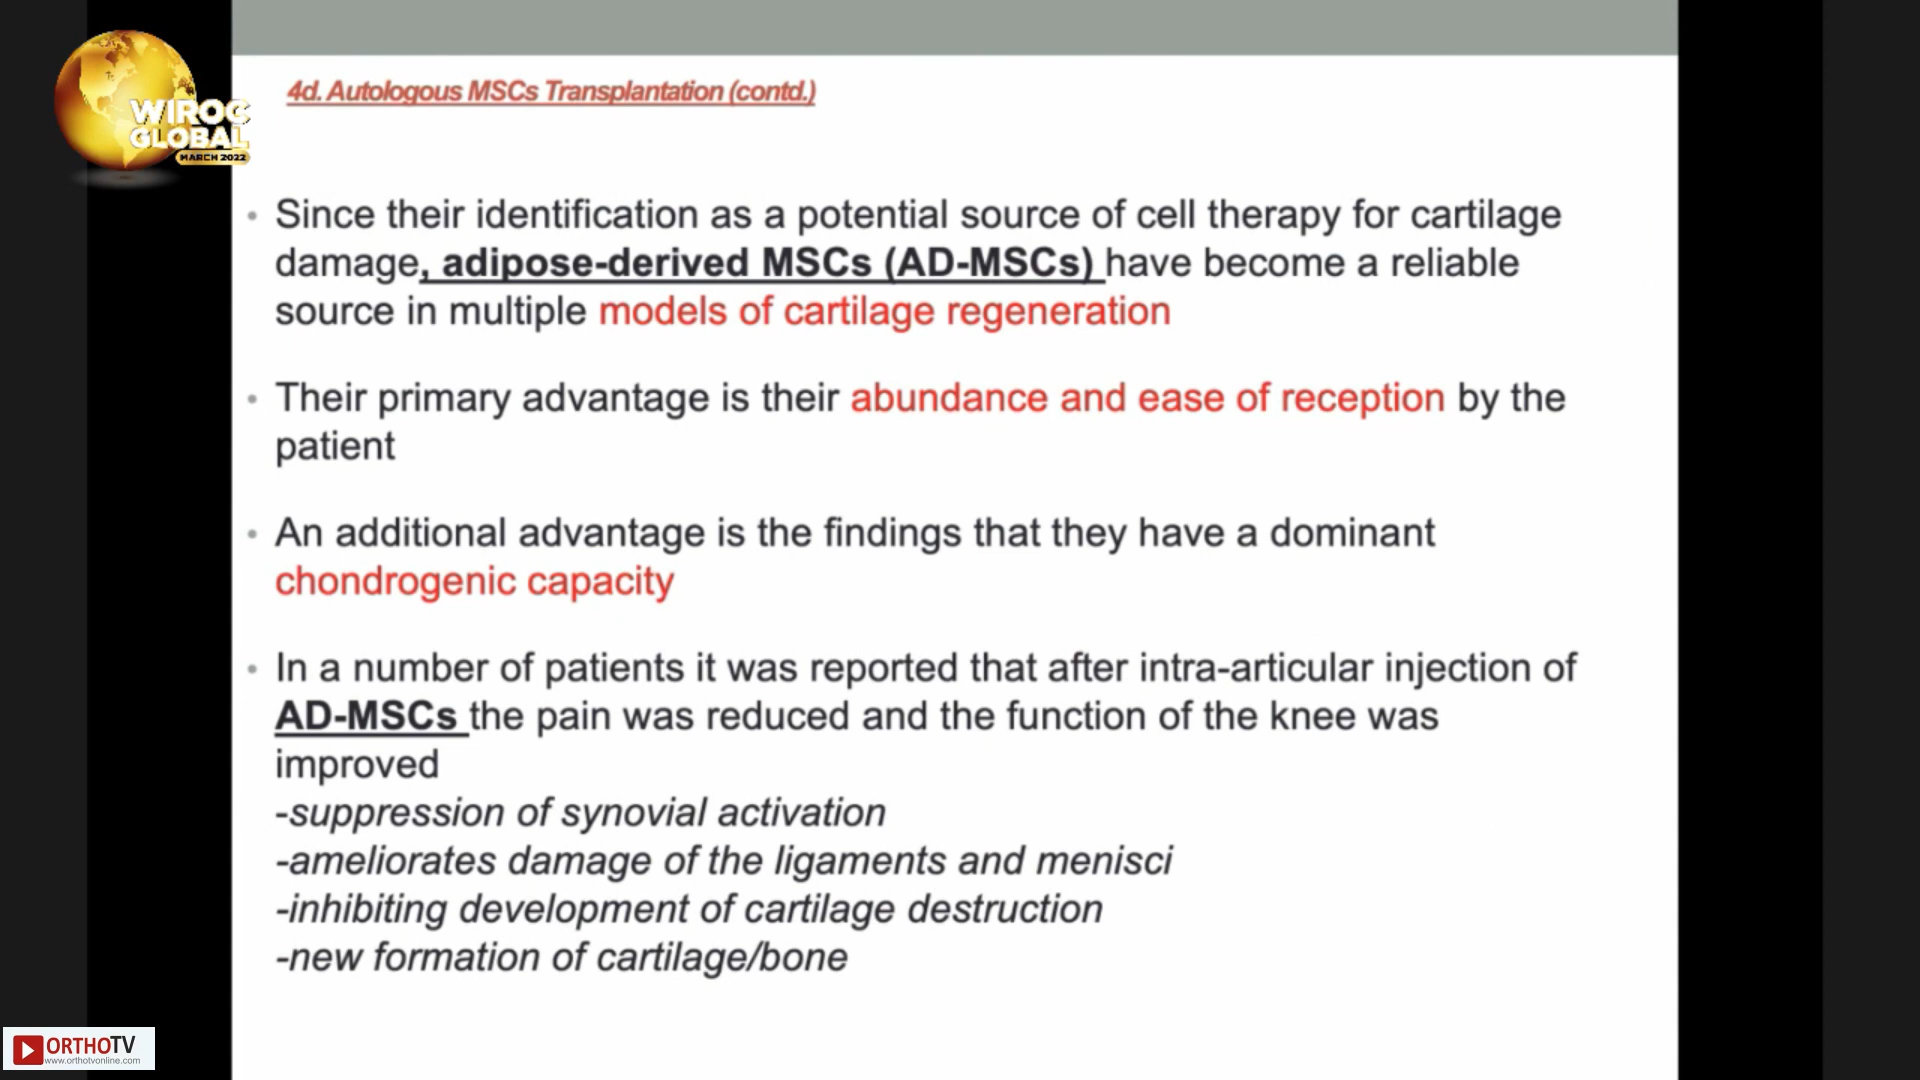 WIROC
GLOBAL
MARCH 2022
4d. Autologous MSCs Transplantation (contd.)
• Since their identification as a potential source of cell therapy for cartilage
damage, adipose-derived MSCs (AD-MSCs) have become a reliable
source in multiple models of cartilage regeneration
• Their primary advantage is their abundance and ease of reception by the
patient
• An additional advantage is the findings that they have a dominant
chondrogenic capacity
• In a number of patients it was reported that after intra-articular injection of
AD-MSCs the pain was reduced and the function of the knee was
improved
-suppression of synovial activation
-ameliorates damage of the ligaments and menisci
-inhibiting development of cartilage destruction
-new formation of cartilage/bone
ORTHOTV
www.orthotvonline.com